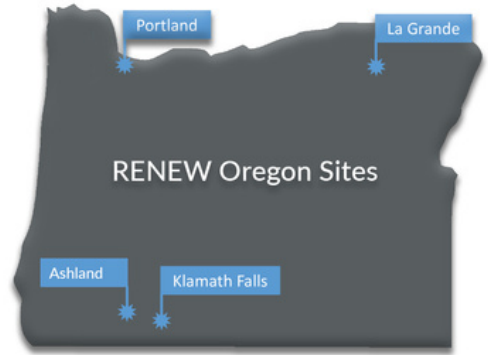 Portland
La Grande
RENEW Oregon Sites
Ashland
Klamath Falls